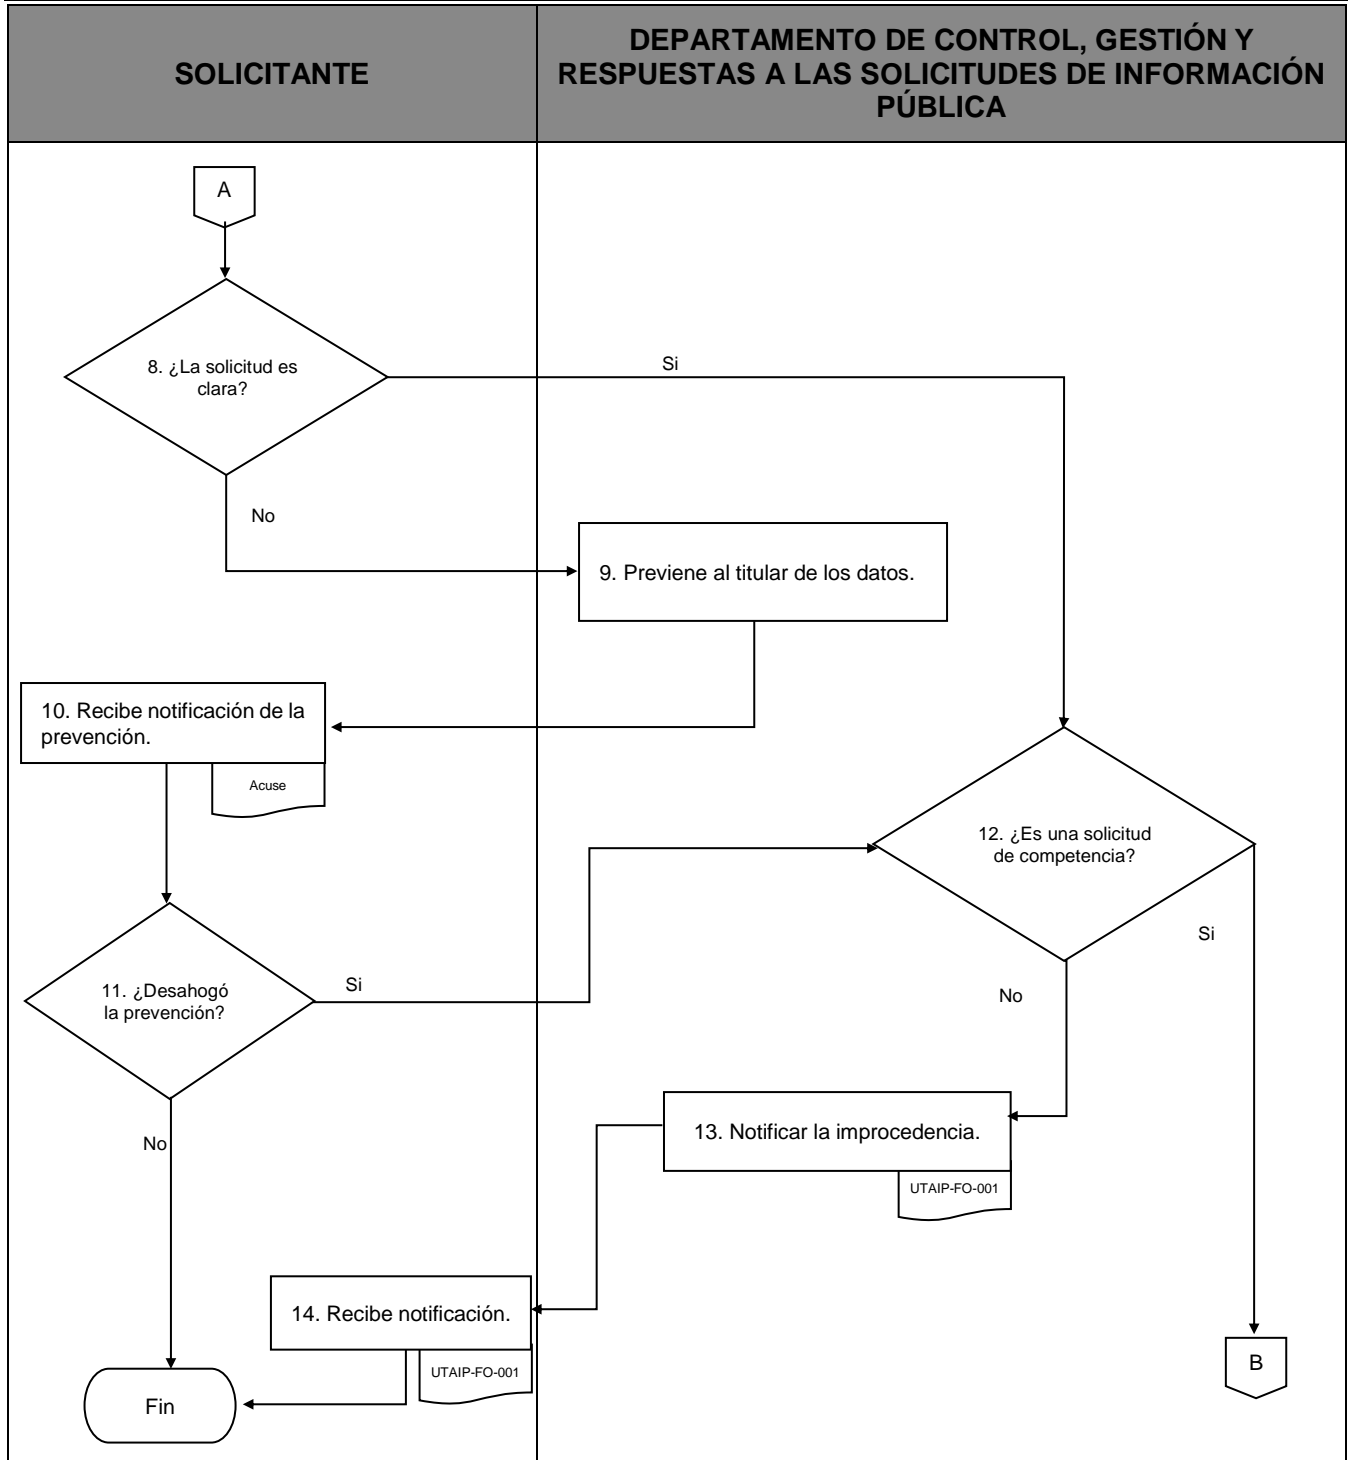 SOLICITANTE
DEPARTAMENTO DE CONTROL, GESTIÓN Y
RESPUESTAS A LAS SOLICITUDES DE INFORMACIÓN
PÚBLICA
A
8. ¿La solicitud es
clara?
Si
No
9. Previene al titular de los datos.
10. Recibe notificación de la
prevención.
Acuse
12. ¿Es una solicitud
de competencia?
Si
No
11. ¿Desahogó
la prevención?
Si
No
13. Notificar la improcedencia.
UTAIP-FO-001
14. Recibe notificación.
UTAIP-FO-001
B
Fin